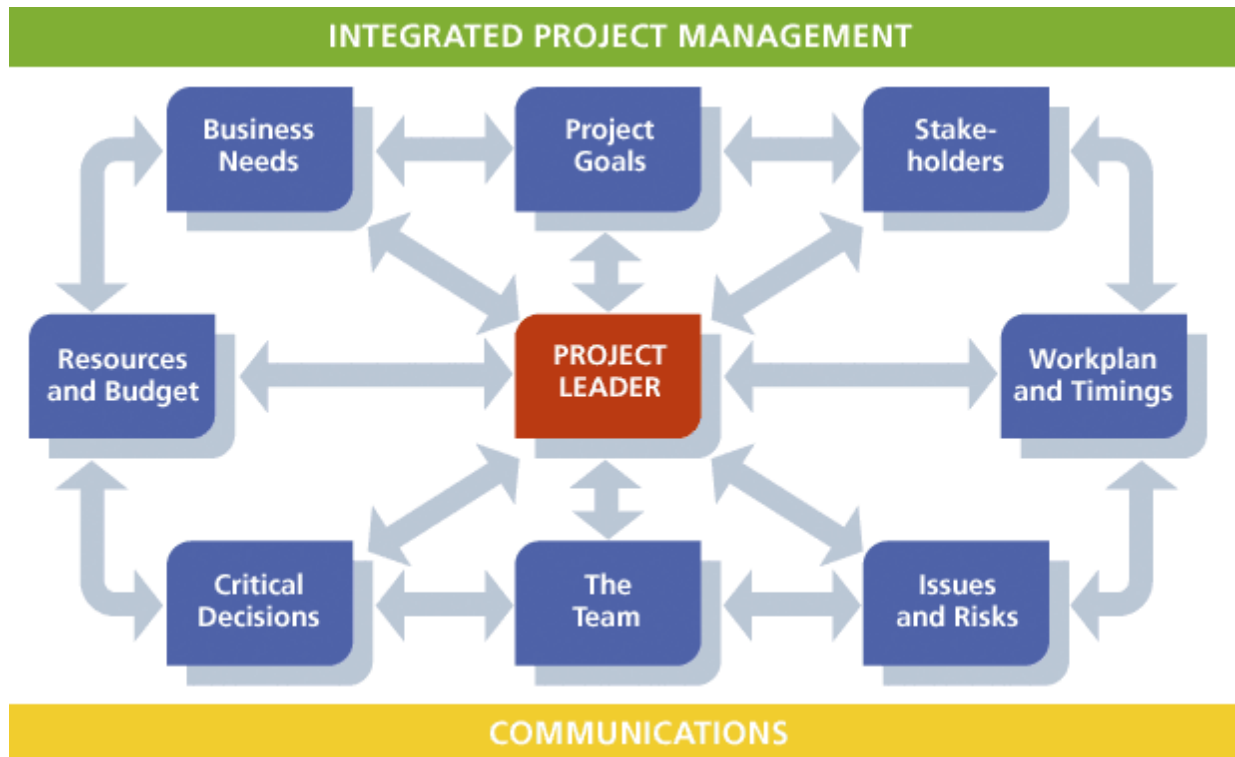 INTEGRATED PROJECT MANAGEMENT
Business
Needs
Project
Goals
Stake-
holders
Resources
and Budget
PROJECT
LEADER
Workplan
and Timings
Critical
Decisions
The
Team
Issues
and Risks
COMMUNICATIONS